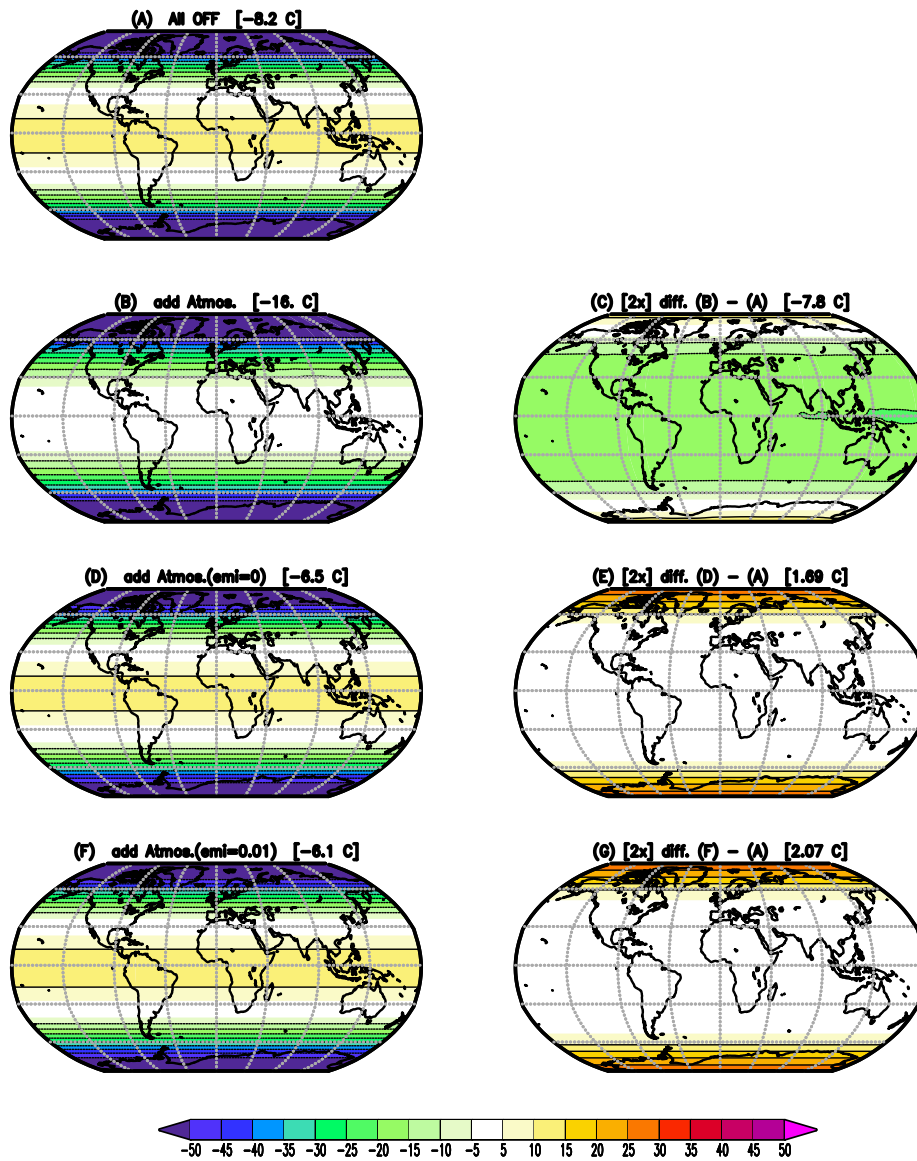 (A) All OFF [-8.2 C]
(B) add Atmos. [-16. C]
(C) [2x] diff. (B) - (A) [-7.8 C]
(D) add Atmos.(emi=0) [-6.5 C]
(E) [2x] diff. (D) - (A) [1.69 C]
(F) add Atmos.(emi=0.01) [-6.1 C]
(G) [2x] diff. (F) - (A) [2.07 C]
-50 -45 -40 -35 -30 -25 -20 -15 -10 -5 5 10 15 20 25 30 35 40 45 50